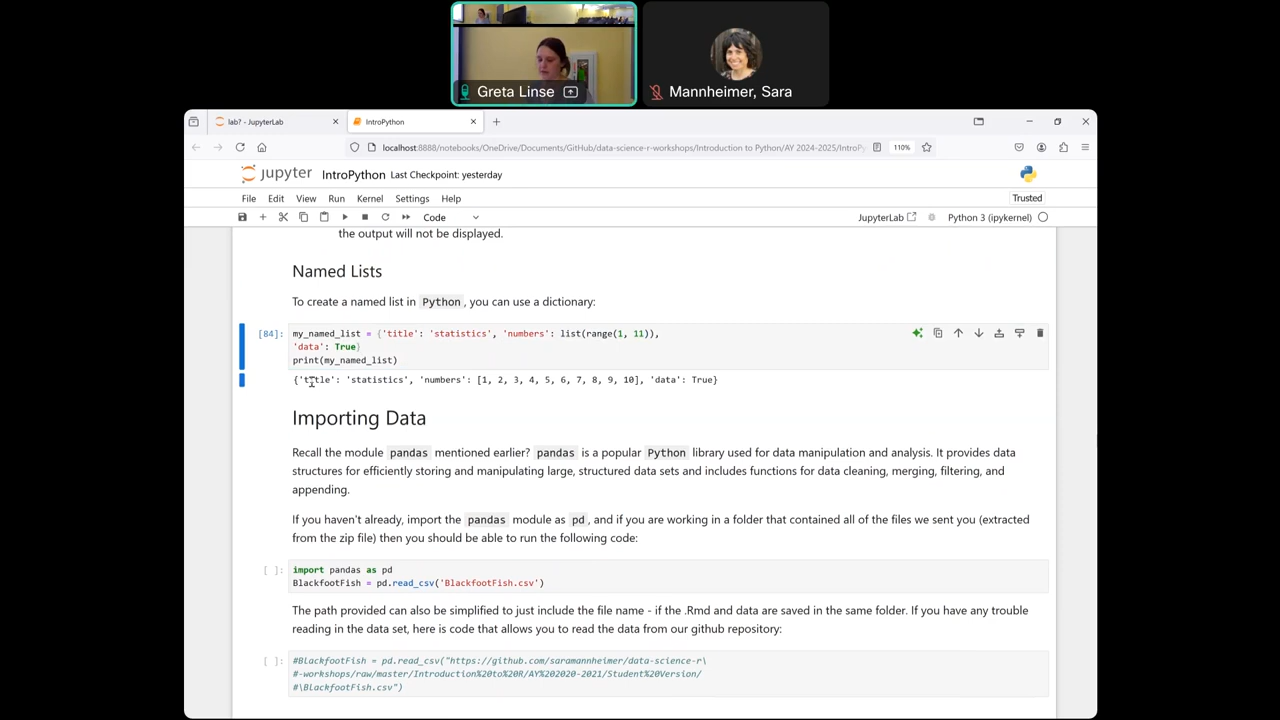 Greta Linse
Mannheimer, Sara
lab? - JupyterLab
IntroPython
localhost:8888/notebooks/OneDrive/Documents/GitHub/data-science-r-workshops/Introduction to Python/AY 2024-2025/IntroPy
110%
jupyter IntroPython Last Checkpoint: yesterday
File Edit View Run Kernel Settings Help
Trusted
Code
JupyterLab
Python 3 (ipykernel)
the output will not be displayed.
Named Lists
To create a named list in Python, you can use a dictionary:
[84]: my_named_list = {'title': 'statistics', 'numbers': list(range(1, 11)),
'data': True}
print(my_named_list)
{'title': 'statistics', 'numbers': [1, 2, 3, 4, 5, 6, 7, 8, 9, 10], 'data': True}
Importing Data
Recall the module pandas mentioned earlier? pandas is a popular Python library used for data manipulation and analysis. It provides data
structures for efficiently storing and manipulating large, structured data sets and includes functions for data cleaning, merging, filtering, and
appending.
If you haven't already, import the pandas module as pd, and if you are working in a folder that contained all of the files we sent you (extracted
from the zip file) then you should be able to run the following code:
[ ]: import pandas as pd
BlackfootFish = pd.read_csv('BlackfootFish.csv')
The path provided can also be simplified to just include the file name - if the .Rmd and data are saved in the same folder. If you have any trouble
reading in the data set, here is code that allows you to read the data from our github repository:
[ ]: #BlackfootFish = pd.read_csv("https://github.com/saramannheimer/data-science-r\
#-workshops/raw/master/Introduction%20to%20R/AY%202020-2021/Student%20Version/
#\BlackfootFish.csv")